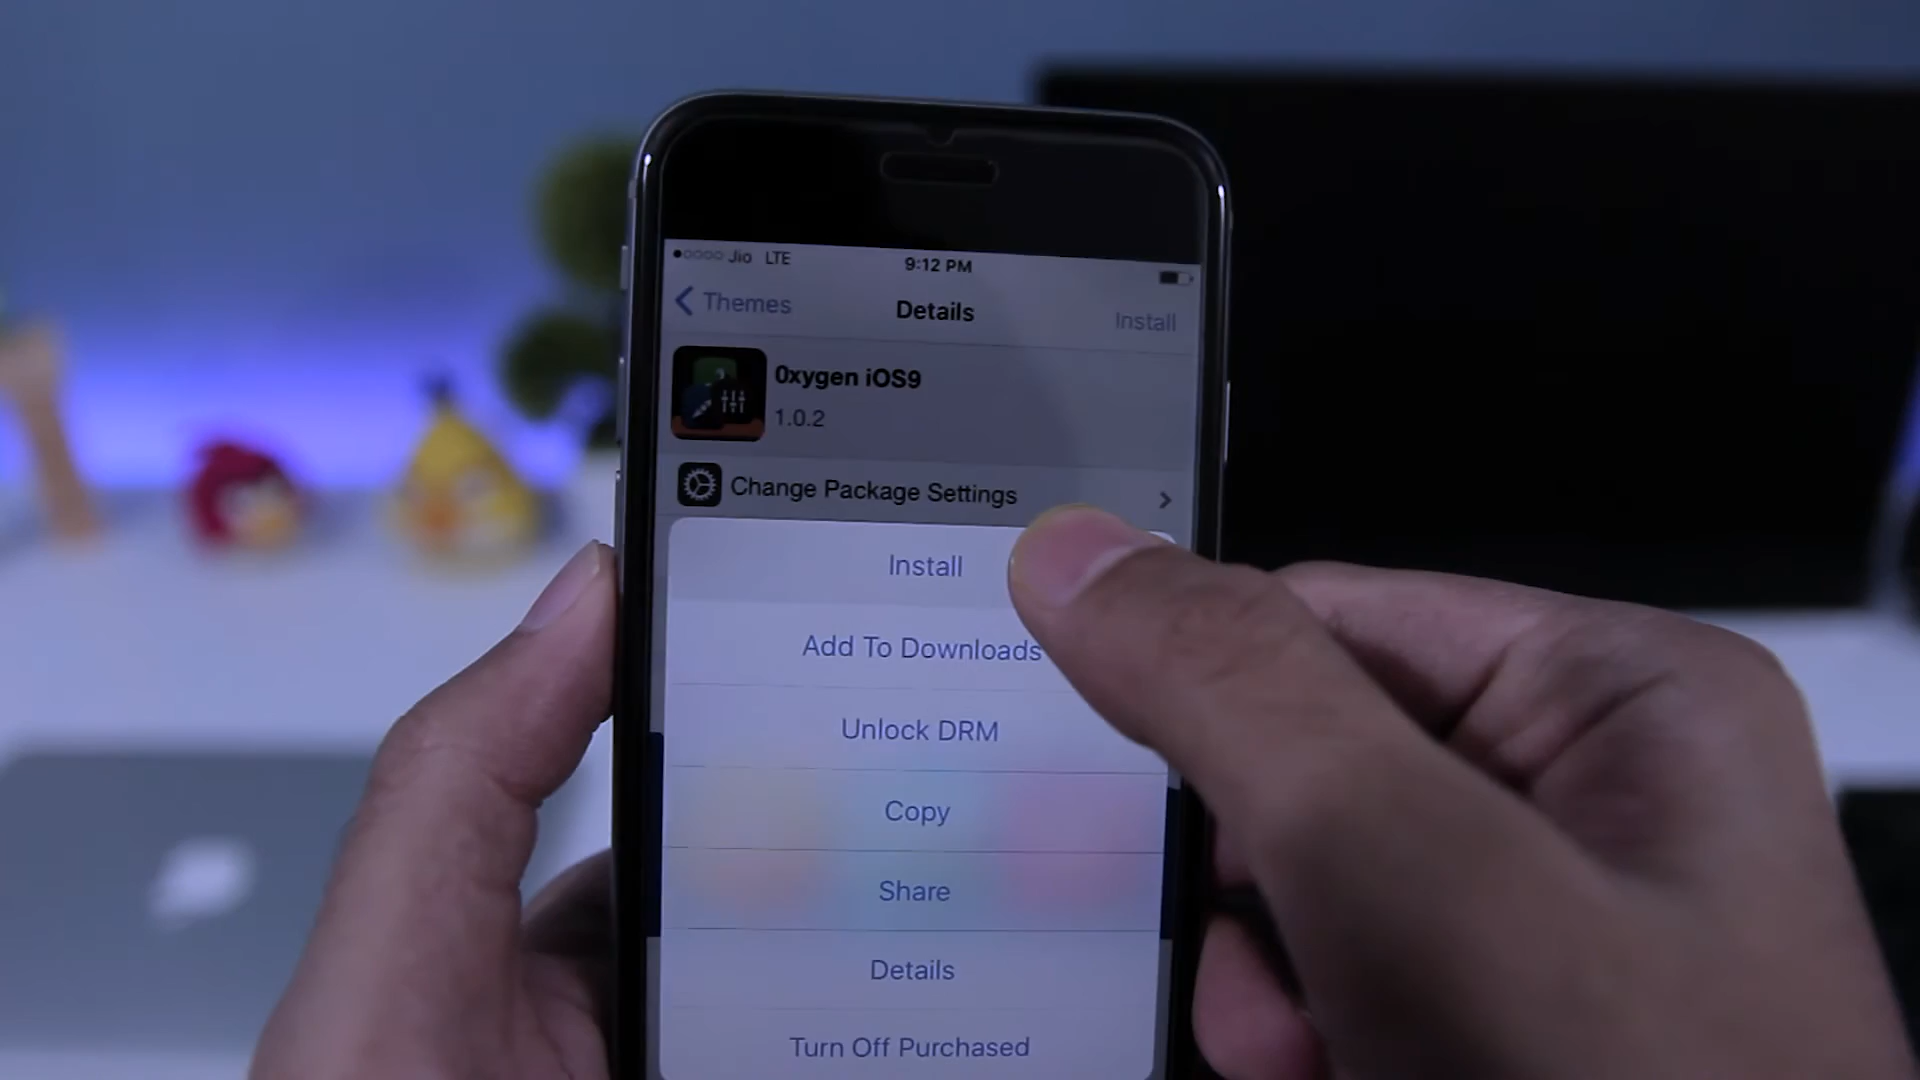 Jio LTE
9:12 PM
Themes
Details
Install
0xygen iOS9
1.0.2
Change Package Settings
Install
Add To Downloads
Unlock DRM
Copy
Share
Details
Turn Off Purchased